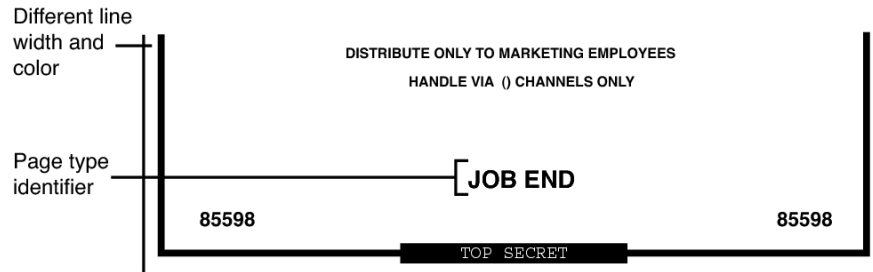 Different line
width and
color
DISTRIBUTE ONLY TO MARKETING EMPLOYEES
HANDLE VIA () CHANNELS ONLY
Page type
identifier
JOB END
85598
85598
TOP SECRET